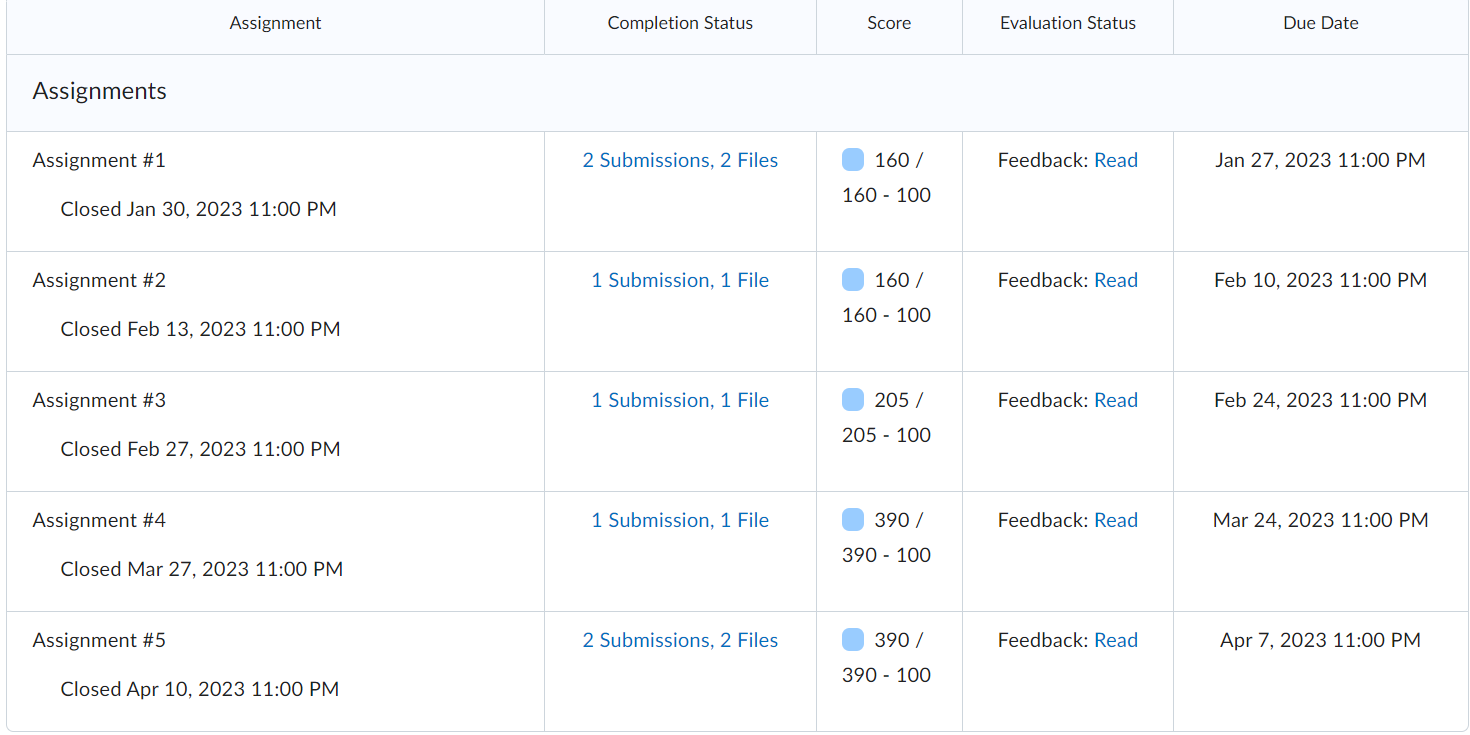 Assignment Completion Status Score Evaluation Status Due Date
Assignments
Assignment #1 2 Submissions, 2 Files 160 / Feedback: Read Jan 27, 2023 11:00 PM
160 - 100
Closed Jan 30, 2023 11:00 PM
Assignment #2 1 Submission, 1 File 160 / Feedback: Read Feb 10, 2023 11:00 PM
160 - 100
Closed Feb 13, 2023 11:00 PM
Assignment #3 1 Submission, 1 File 205 / Feedback: Read Feb 24, 2023 11:00 PM
205 - 100
Closed Feb 27, 2023 11:00 PM
Assignment #4 1 Submission, 1 File 390 / Feedback: Read Mar 24, 2023 11:00 PM
390 - 100
Closed Mar 27, 2023 11:00 PM
Assignment #5 2 Submissions, 2 Files 390 / Feedback: Read Apr 7, 2023 11:00 PM
390 - 100
Closed Apr 10, 2023 11:00 PM